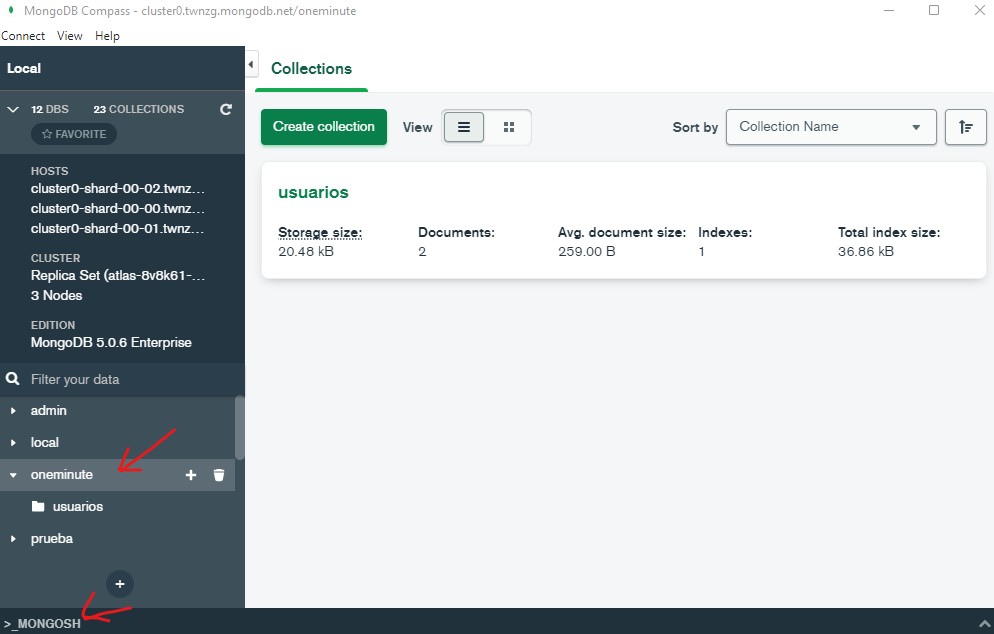 MongoDB Compass - cluster0.twnzg.mongodb.net/oneminute
Connect View Help
Local
12 DBS 23 COLLECTIONS
FAVORITE
HOSTS
cluster0-shard-00-02.twnz...
cluster0-shard-00-00.twnz...
cluster0-shard-00-01.twnz...
CLUSTER
Replica Set (atlas-8v8k61-...
3 Nodes
EDITION
MongoDB 5.0.6 Enterprise
Filter your data
admin
local
oneminute
usuarios
prueba
>_MONGOSH
Collections
Create collection View Sort by Collection Name
usuarios
Storage size: Documents: Avg. document size: Indexes: Total index size:
20.48 kB 2 259.00 B 1 36.86 kB